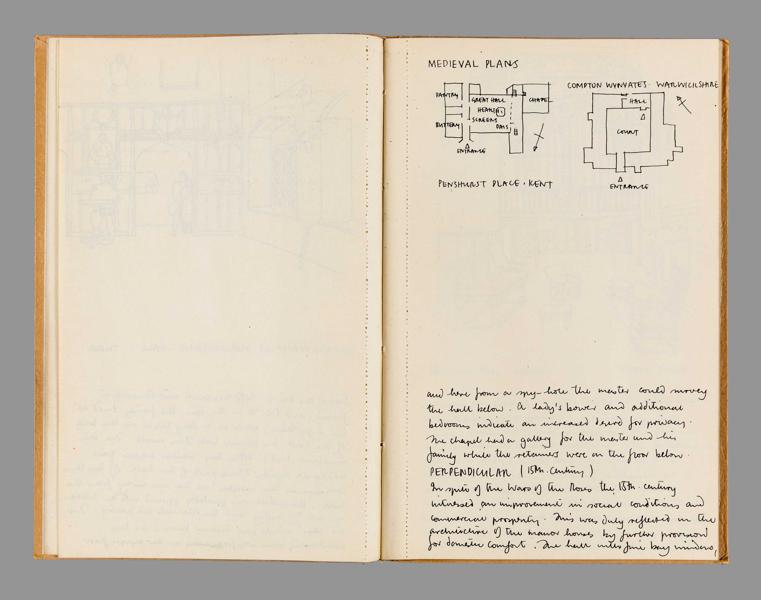 MEDIEVAL PLANS
COMPTON WYNYATES · WARWICKSHIRE
PANTRY
GREAT HALL
CHAPEL
HEARTH
SCREENS
BUTTERY
DAIS
ENTRANCE
HALL
COURT
ENTRANCE
PENSHURST PLACE · KENT
and here from a spy-hole the master could survey
the hall below. A lady's bower and additional
bedrooms indicate an increased desire for privacy.
The chapel had a gallery for the master and his
family while the retainers were on the floor below.
PERPENDICULAR (15th. Century)
In spite of the Wars of the Roses the 15th. century
witnessed an improvement in social conditions and
commercial prosperity. This was duly reflected in the
architecture of the manor houses by further provision
for domestic comfort. The hall with fine bay windows,